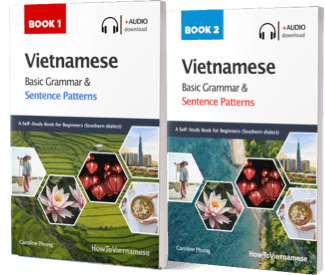 BOOK 1
+AUDIO
download
Vietnamese
Basic Grammar &
Sentence Patterns
A Self-Study Book for Beginners (Southern dialect)
Caroline Phung
HowToVietnamese
BOOK 2
+AUDIO
download
Vietnamese
Basic Grammar &
Sentence Patterns
A Self-Study Book for Beginners (Southern dialect)
Caroline Phung
HowToVietnamese